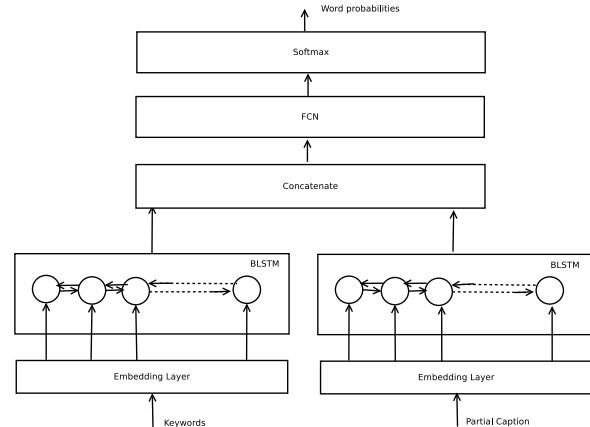 Word probabilities
Softmax
FCN
Concatenate
BLSTM
BLSTM
Embedding Layer
Embedding Layer
Keywords
Partial Caption